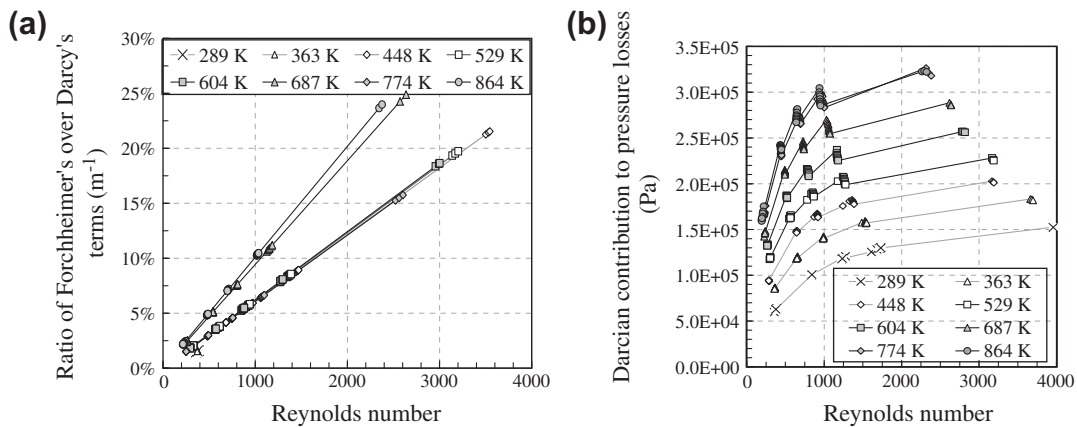 (a)
Ratio of Forchheimer's over Darcy's
terms (m⁻¹)
30%
25%
20%
15%
10%
5%
0%
289 K 363 K 448 K 529 K
604 K 687 K 774 K 864 K
0 1000 2000 3000 4000
Reynolds number
(b)
Darcian contribution to pressure losses
(Pa)
3.5E+05
3.0E+05
2.5E+05
2.0E+05
1.5E+05
1.0E+05
5.0E+04
0.0E+00
289 K 363 K
448 K 529 K
604 K 687 K
774 K 864 K
0 1000 2000 3000 4000
Reynolds number